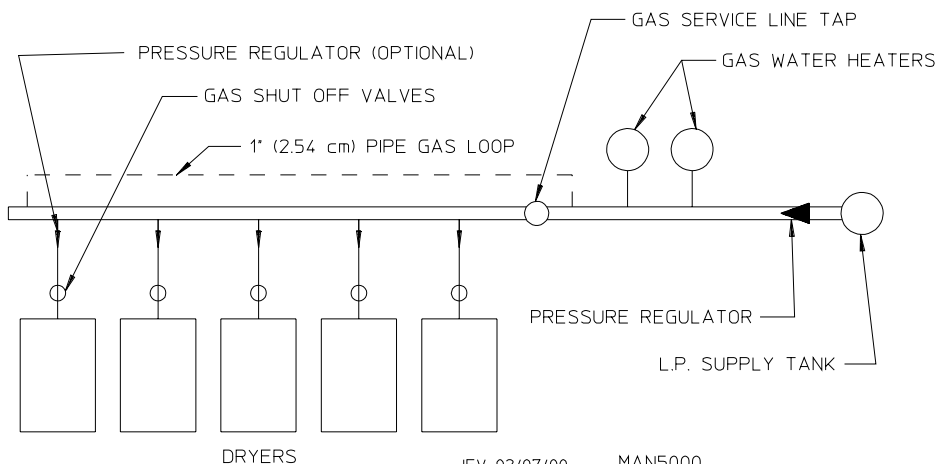 GAS SERVICE LINE TAP
PRESSURE REGULATOR (OPTIONAL)
GAS WATER HEATERS
GAS SHUT OFF VALVES
1" (2.54 cm) PIPE GAS LOOP
PRESSURE REGULATOR
L.P. SUPPLY TANK
DRYERS
MAN5000